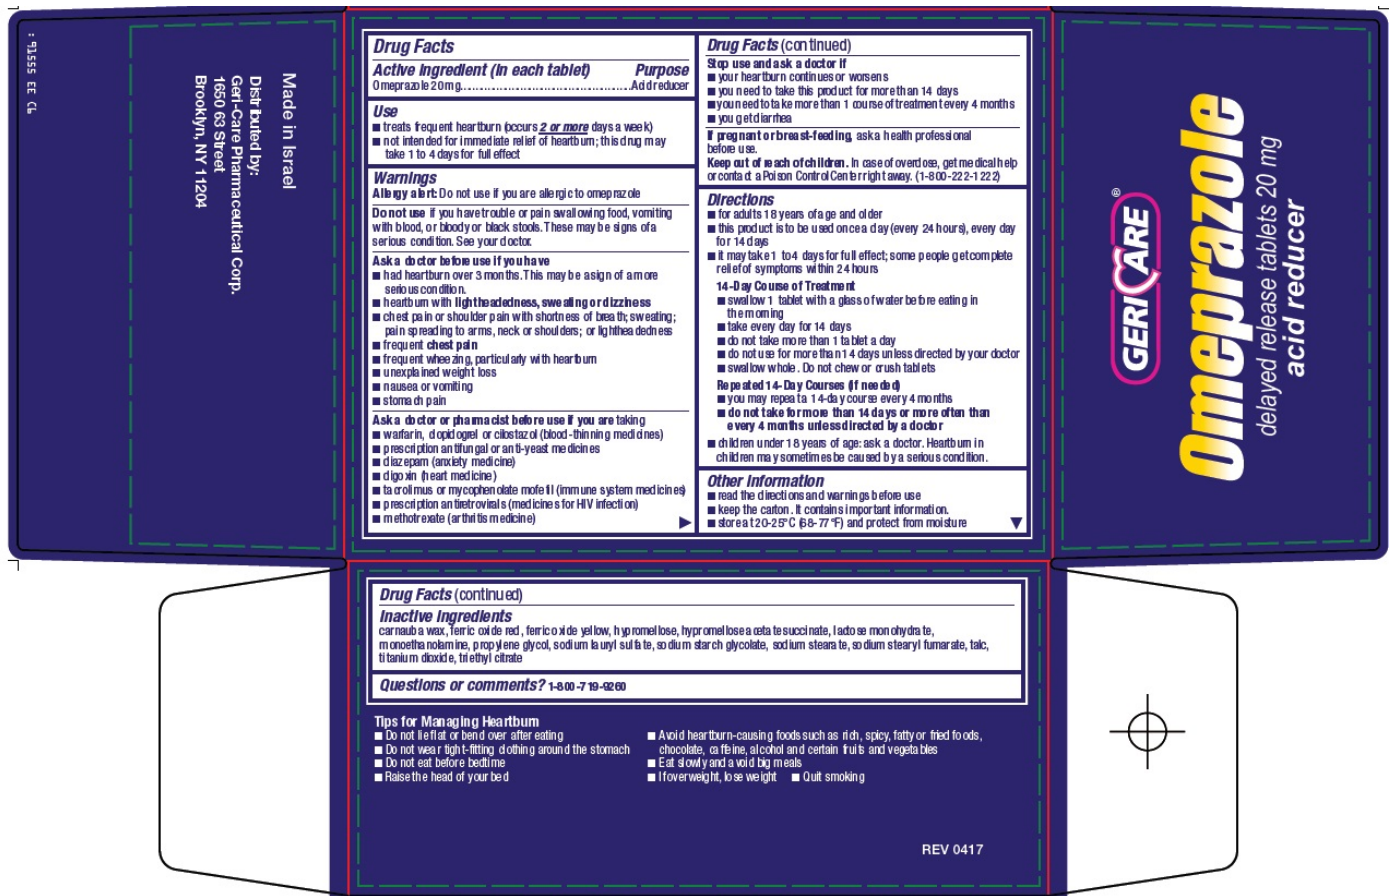 Drug Facts
Active Ingredient (in each tablet) Purpose
Omeprazole 20 mg......................................................Acid reducer
Use
■ treats frequent heartburn (occurs 2 or more days a week)
■ not intended for immediate relief of heartburn; this drug may
take 1 to 4 days for full effect
Warnings
Allergy alert: Do not use if you are allergic to omeprazole
Do not use if you have trouble or pain swallowing food, vomiting
with blood, or bloody or black stools. These may be signs of a
serious condition. See your doctor.
Ask a doctor before use if you have
■ had heartburn over 3 months. This may be a sign of a more
serious condition.
■ heartburn with lightheadedness, sweating or dizziness
■ chest pain or shoulder pain with shortness of breath; sweating;
pain spreading to arms, neck or shoulders; or lightheadedness
■ frequent chest pain
■ frequent wheezing, particularly with heartburn
■ unexplained weight loss
■ nausea or vomiting
■ stomach pain
Ask a doctor or pharmacist before use if you are taking
■ warfarin, clopidogrel or cilostazol (blood-thinning medicines)
■ prescription antifungal or anti-yeast medicines
■ diazepam (anxiety medicine)
■ digoxin (heart medicine)
■ tacrolimus or mycophenolate mofetil (immune system medicines)
■ prescription antiretrovirals (medicines for HIV infection)
■ methotrexate (arthritis medicine)
Drug Facts (continued)
Stop use and ask a doctor if
■ your heartburn continues or worsens
■ you need to take this product for more than 14 days
■ you need to take more than 1 course of treatment every 4 months
■ you get diarrhea
If pregnant or breast-feeding, ask a health professional
before use.
Keep out of reach of children. In case of overdose, get medical help
or contact a Poison Control Center right away. (1-800-222-1222)
Directions
■ for adults 18 years of age and older
■ this product is to be used once a day (every 24 hours), every day
for 14 days
■ it may take 1 to 4 days for full effect; some people get complete
relief of symptoms within 24 hours
14-Day Course of Treatment
■ swallow 1 tablet with a glass of water before eating in
the morning
■ take every day for 14 days
■ do not take more than 1 tablet a day
■ do not use for more than 14 days unless directed by your doctor
■ swallow whole. Do not chew or crush tablets
Repeated 14-Day Courses (if needed)
■ you may repeat a 14-day course every 4 months
■ do not take for more than 14 days or more often than
every 4 months unless directed by a doctor
■ children under 18 years of age: ask a doctor. Heartburn in
children may sometimes be caused by a serious condition.
Other Information
■ read the directions and warnings before use
■ keep the carton. It contains important information.
■ store at 20-25°C (68-77°F) and protect from moisture
Drug Facts (continued)
Inactive Ingredients
carnauba wax, ferric oxide red, ferric oxide yellow, hypromellose, hypromellose acetate succinate, lactose monohydrate,
monoethanolamine, propylene glycol, sodium lauryl sulfate, sodium starch glycolate, sodium stearate, sodium stearyl fumarate, talc,
titanium dioxide, triethyl citrate
Questions or comments? 1-800-719-9260
Tips for Managing Heartburn
■ Do not lie flat or bend over after eating
■ Do not wear tight-fitting clothing around the stomach
■ Do not eat before bedtime
■ Raise the head of your bed
■ Avoid heartburn-causing foods such as rich, spicy, fatty or fried foods,
chocolate, caffeine, alcohol and certain fruits and vegetables
■ Eat slowly and avoid big meals
■ If overweight, lose weight ■ Quit smoking
REV 0417
Made in Israel
Distributed by:
Geri-Care Pharmaceutical Corp.
1650 63 Street
Brooklyn, NY 11204
GERICARE®
Omeprazole
delayed release tablets 20 mg
acid reducer